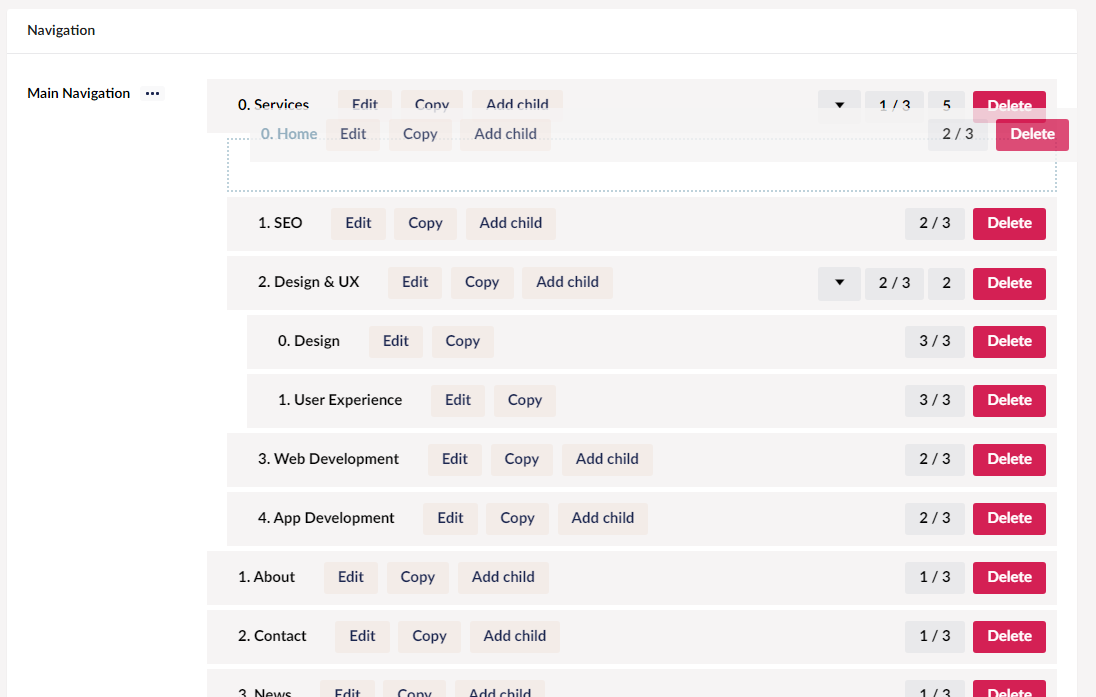 Navigation
Main Navigation ...
0. Services Edit Copy Add child 1 / 3 5 Delete
0. Home Edit Copy Add child 2 / 3 Delete
1. SEO Edit Copy Add child 2 / 3 Delete
2. Design & UX Edit Copy Add child 2 / 3 2 Delete
0. Design Edit Copy 3 / 3 Delete
1. User Experience Edit Copy 3 / 3 Delete
3. Web Development Edit Copy Add child 2 / 3 Delete
4. App Development Edit Copy Add child 2 / 3 Delete
1. About Edit Copy Add child 1 / 3 Delete
2. Contact Edit Copy Add child 1 / 3 Delete
3. News Edit Copy Add child 1 / 3 Delete